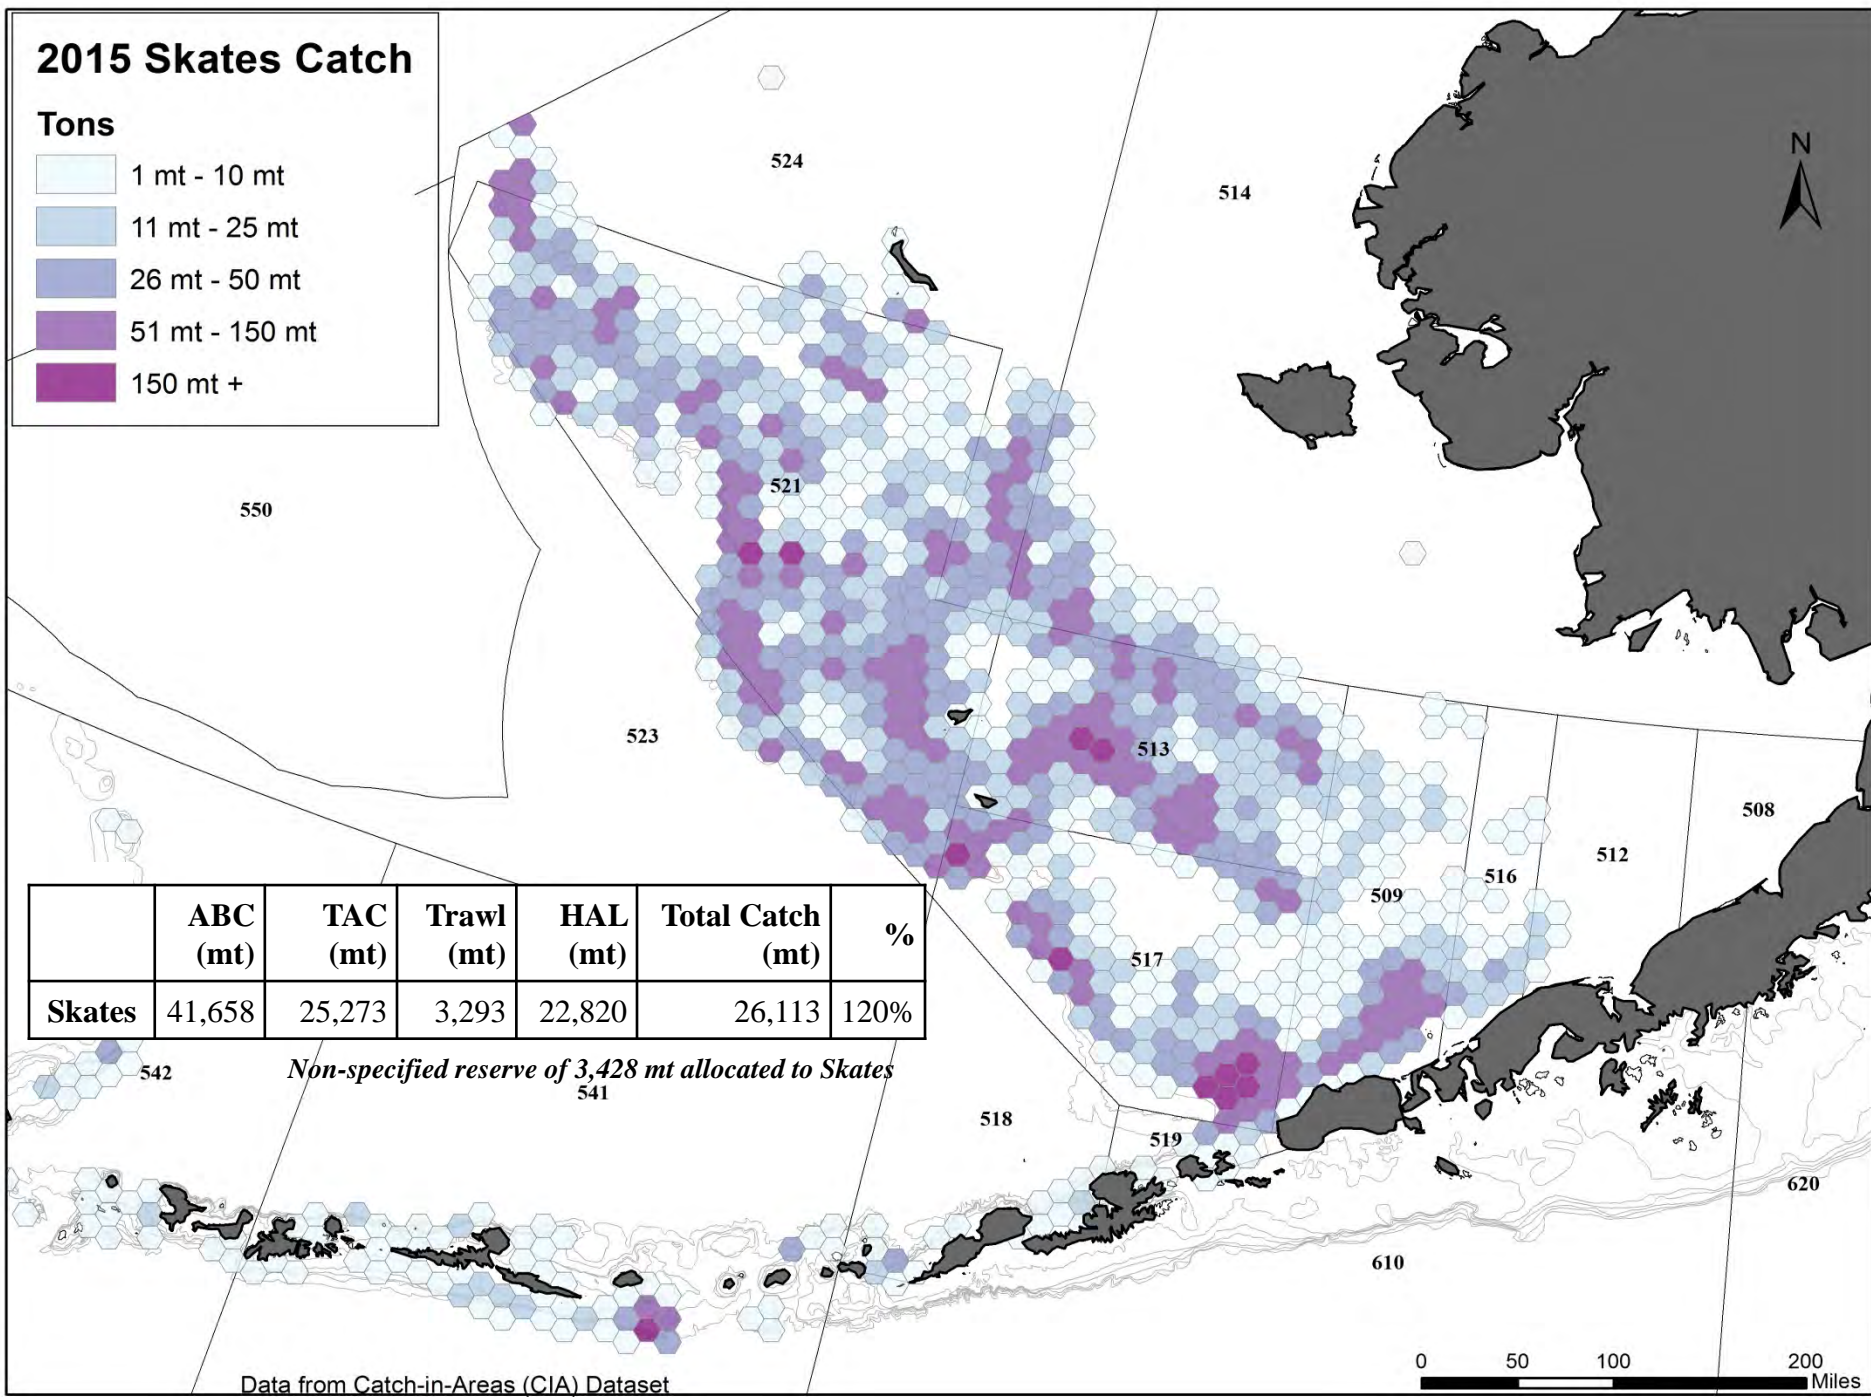 2015 Skates Catch
Tons
1 mt - 10 mt
11 mt - 25 mt
26 mt - 50 mt
51 mt - 150 mt
150 mt +
N
524
514
550
521
523
513
508
512
516
509
517
ABC (mt) TAC (mt) Trawl (mt) HAL (mt) Total Catch (mt) %
Skates 41,658 25,273 3,293 22,820 26,113 120%
Non-specified reserve of 3,428 mt allocated to Skates
542
541
518
519
620
610
0 50 100 200
Miles
Data from Catch-in-Areas (CIA) Dataset